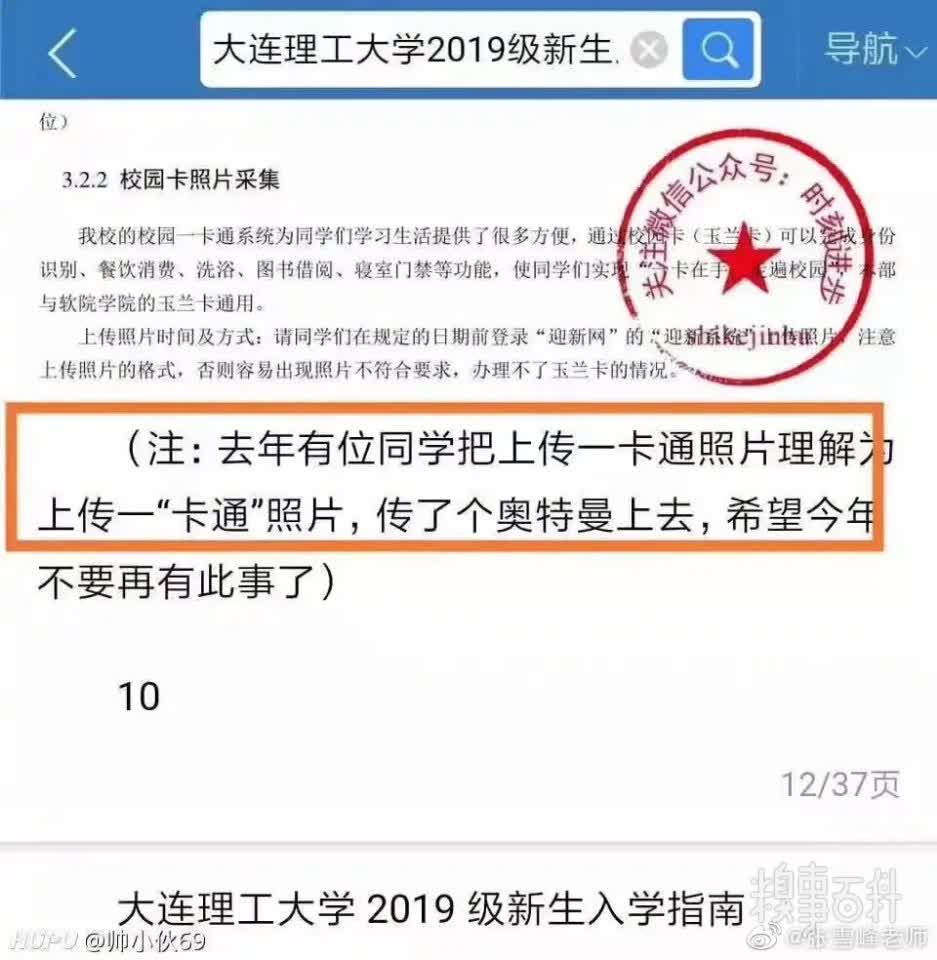 大连理工大学2019级新生.
导航
位）
3.2.2 校园卡照片采集
我校的校园一卡通系统为同学们学习生活提供了很多方便，通过校园卡（玉兰卡）可以完成身份
识别、餐饮消费、洗浴、图书借阅、寝室门禁等功能，使同学们实现“一卡在手，走遍校园”，本部
与软院学院的玉兰卡通用。
上传照片时间及方式：请同学们在规定的日期前登录“迎新网”的“迎新系统”上传照片，注意
上传照片的格式，否则容易出现照片不符合要求，办理不了玉兰卡的情况。
关注微信公众号：时刻进步
shikejinbu
（注：去年有位同学把上传一卡通照片理解为
上传一“卡通”照片，传了个奥特曼上去，希望今年
不要再有此事了）
10
12/37页
大连理工大学 2019 级新生入学指南
糗事百科
HUPU @帅小伙69
@张雪峰老师